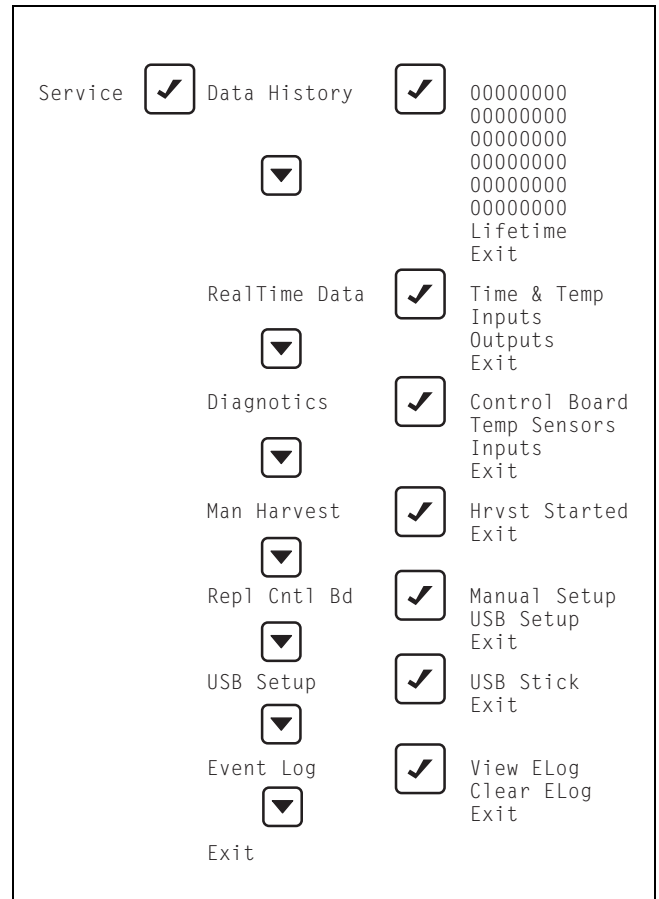 Service Data History 00000000
00000000
00000000
00000000
00000000
00000000
Lifetime
Exit
RealTime Data Time & Temp
Inputs
Outputs
Exit
Diagnotics Control Board
Temp Sensors
Inputs
Exit
Man Harvest Hrvst Started
Exit
Repl Cntl Bd Manual Setup
USB Setup
Exit
USB Setup USB Stick
Exit
Event Log View ELog
Clear ELog
Exit
Exit